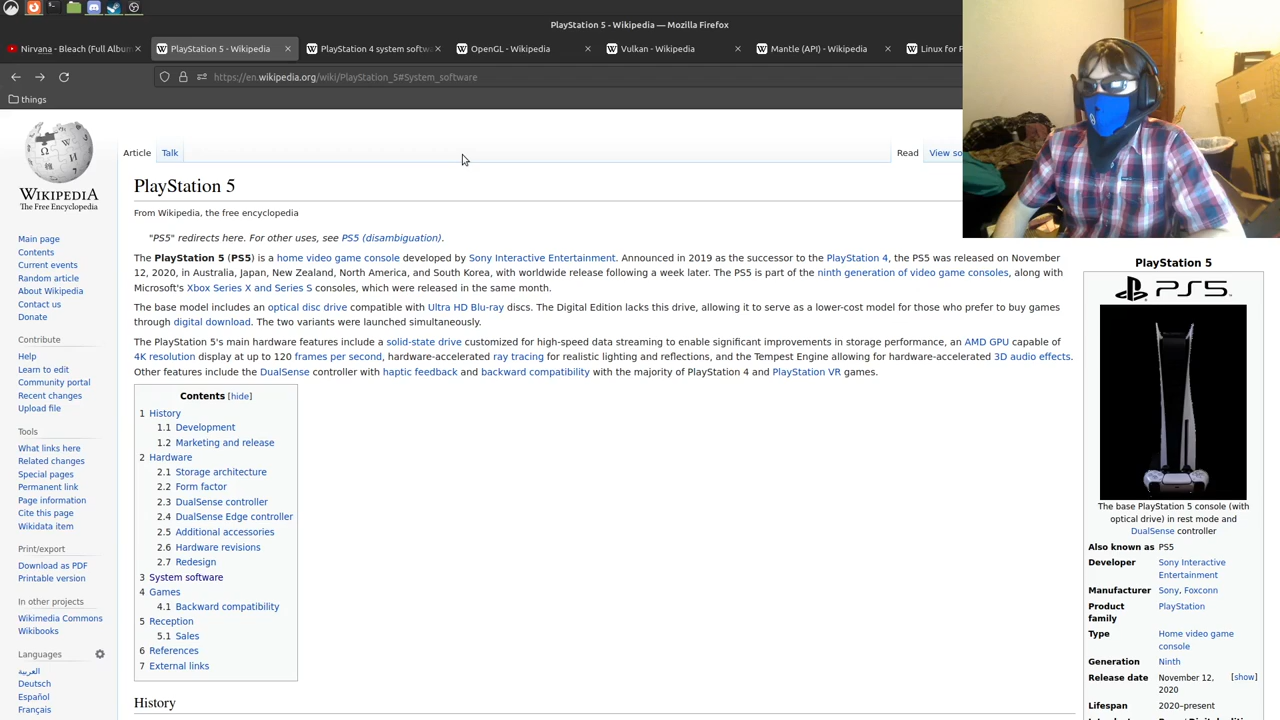 PlayStation 5 - Wikipedia — Mozilla Firefox
Nirvana - Bleach (Full Album
PlayStation 5 - Wikipedia
PlayStation 4 system softw
OpenGL - Wikipedia
Vulkan - Wikipedia
Mantle (API) - Wikipedia
Linux for P
https://en.wikipedia.org/wiki/PlayStation_5#System_software
things
WIKIPEDIA
The Free Encyclopedia
Main page
Contents
Current events
Random article
About Wikipedia
Contact us
Donate
Contribute
Help
Learn to edit
Community portal
Recent changes
Upload file
Tools
What links here
Related changes
Special pages
Permanent link
Page information
Cite this page
Wikidata item
Print/export
Download as PDF
Printable version
In other projects
Wikimedia Commons
Wikibooks
Languages
العربية
Deutsch
Español
Français
Article
Talk
Read
View so
PlayStation 5
From Wikipedia, the free encyclopedia
"PS5" redirects here. For other uses, see PS5 (disambiguation).
The PlayStation 5 (PS5) is a home video game console developed by Sony Interactive Entertainment. Announced in 2019 as the successor to the PlayStation 4, the PS5 was released on November
12, 2020, in Australia, Japan, New Zealand, North America, and South Korea, with worldwide release following a week later. The PS5 is part of the ninth generation of video game consoles, along with
Microsoft's Xbox Series X and Series S consoles, which were released in the same month.
The base model includes an optical disc drive compatible with Ultra HD Blu-ray discs. The Digital Edition lacks this drive, allowing it to serve as a lower-cost model for those who prefer to buy games
through digital download. The two variants were launched simultaneously.
The PlayStation 5's main hardware features include a solid-state drive customized for high-speed data streaming to enable significant improvements in storage performance, an AMD GPU capable of
4K resolution display at up to 120 frames per second, hardware-accelerated ray tracing for realistic lighting and reflections, and the Tempest Engine allowing for hardware-accelerated 3D audio effects.
Other features include the DualSense controller with haptic feedback and backward compatibility with the majority of PlayStation 4 and PlayStation VR games.
Contents [hide]
1 History
1.1 Development
1.2 Marketing and release
2 Hardware
2.1 Storage architecture
2.2 Form factor
2.3 DualSense controller
2.4 DualSense Edge controller
2.5 Additional accessories
2.6 Hardware revisions
2.7 Redesign
3 System software
4 Games
4.1 Backward compatibility
5 Reception
5.1 Sales
6 References
7 External links
History
PlayStation 5
PS5
The base PlayStation 5 console (with
optical drive) in rest mode and
DualSense controller
Also known as PS5
Developer Sony Interactive
Entertainment
Manufacturer Sony, Foxconn
Product PlayStation
family
Type Home video game
console
Generation Ninth
Release date November 12, [show]
2020
Lifespan 2020–present